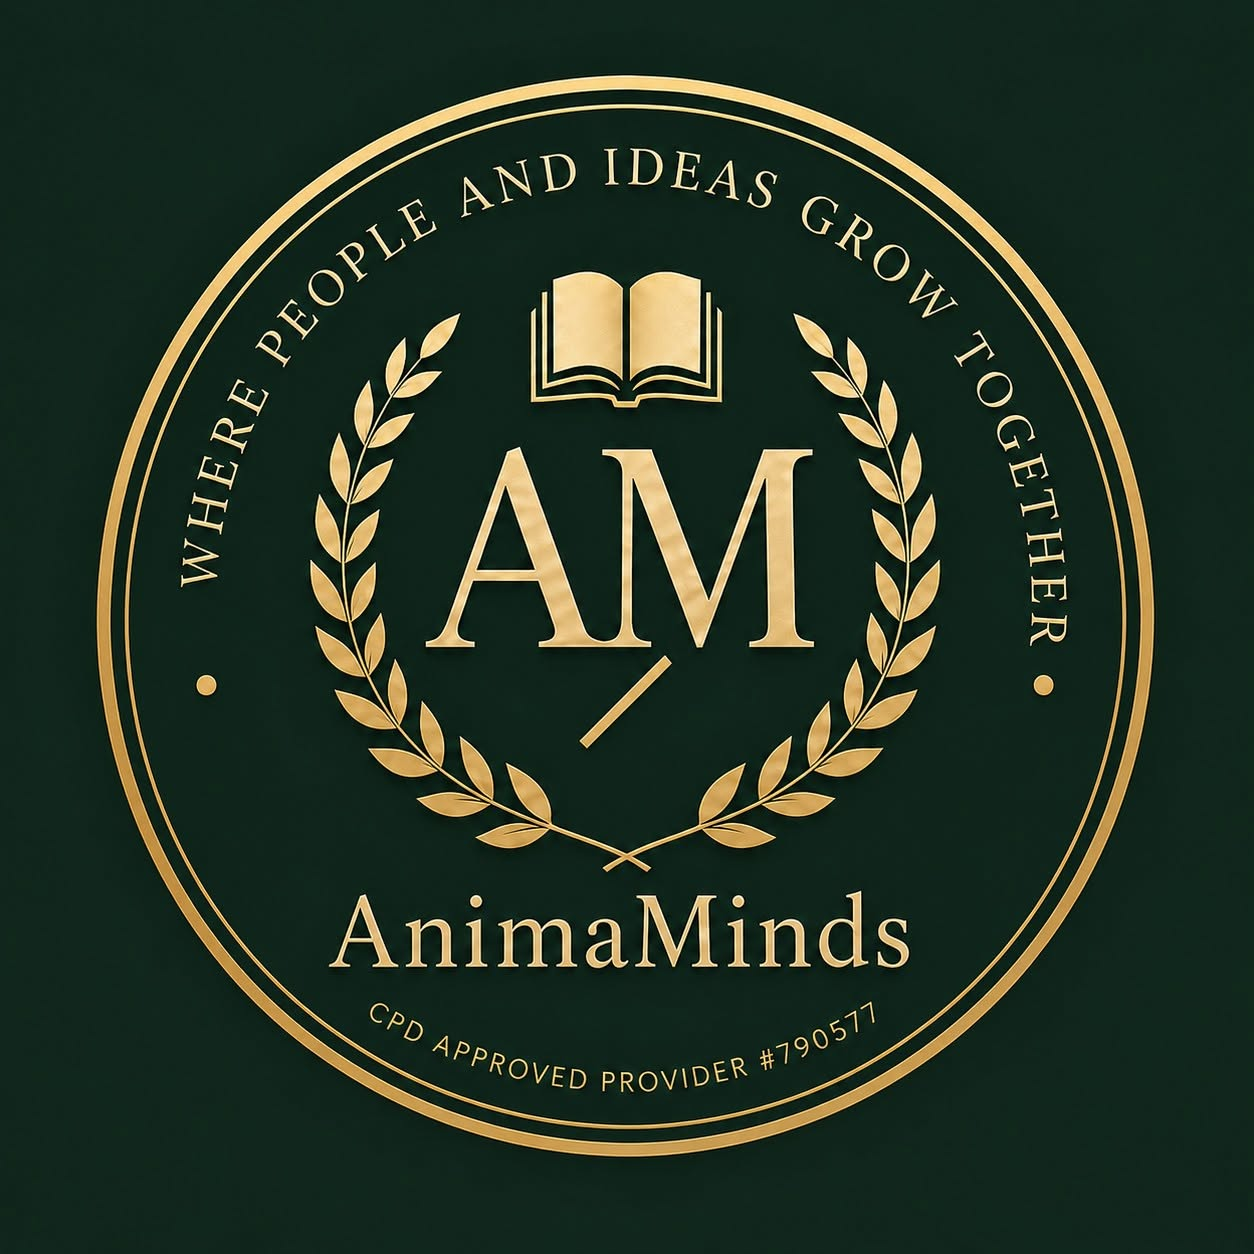 WHERE PEOPLE AND IDEAS GROW TOGETHER
AM
AnimaMinds
CPD APPROVED PROVIDER #790577